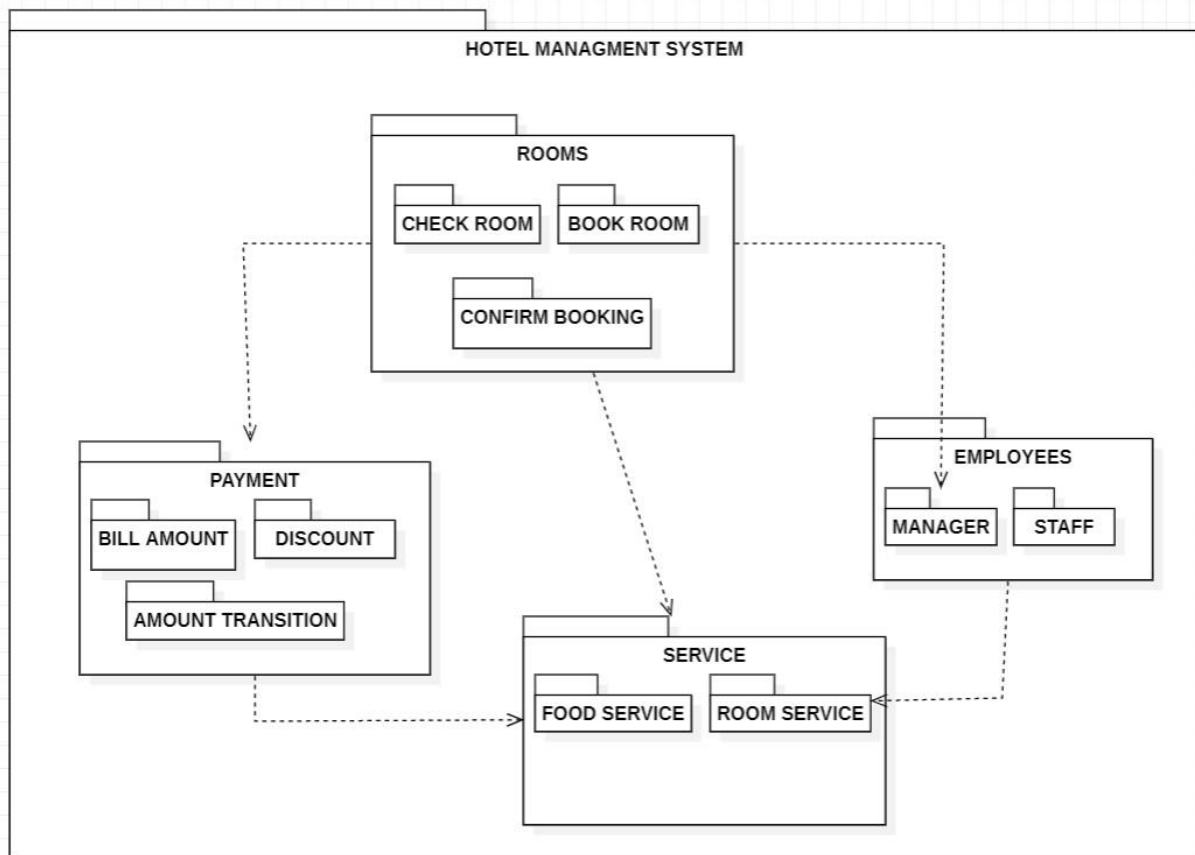 HOTEL MANAGMENT SYSTEM
ROOMS
CHECK ROOM
BOOK ROOM
CONFIRM BOOKING
PAYMENT
BILL AMOUNT
DISCOUNT
AMOUNT TRANSITION
EMPLOYEES
MANAGER
STAFF
SERVICE
FOOD SERVICE
ROOM SERVICE